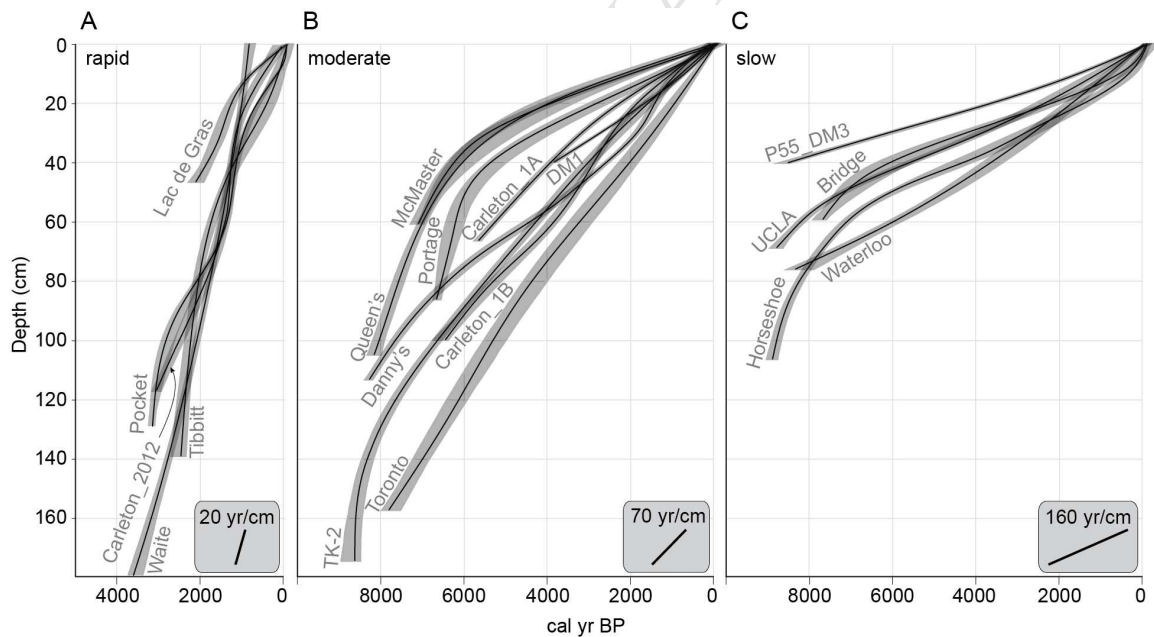 A
B
C
rapid
moderate
slow
Depth (cm)
0
20
40
60
80
100
120
140
160
Lac de Gras
Pocket
Carleton_2012
Tibbitt
Waite
20 yr/cm
McMaster
Portage
Queen's
Danny's
Carleton_1A
DM1
Carleton_1B
Toronto
TK-2
70 yr/cm
P55_DM3
Bridge
UCLA
Waterloo
Horseshoe
160 yr/cm
4000 2000 0
8000 6000 4000 2000 0
8000 6000 4000 2000 0
cal yr BP